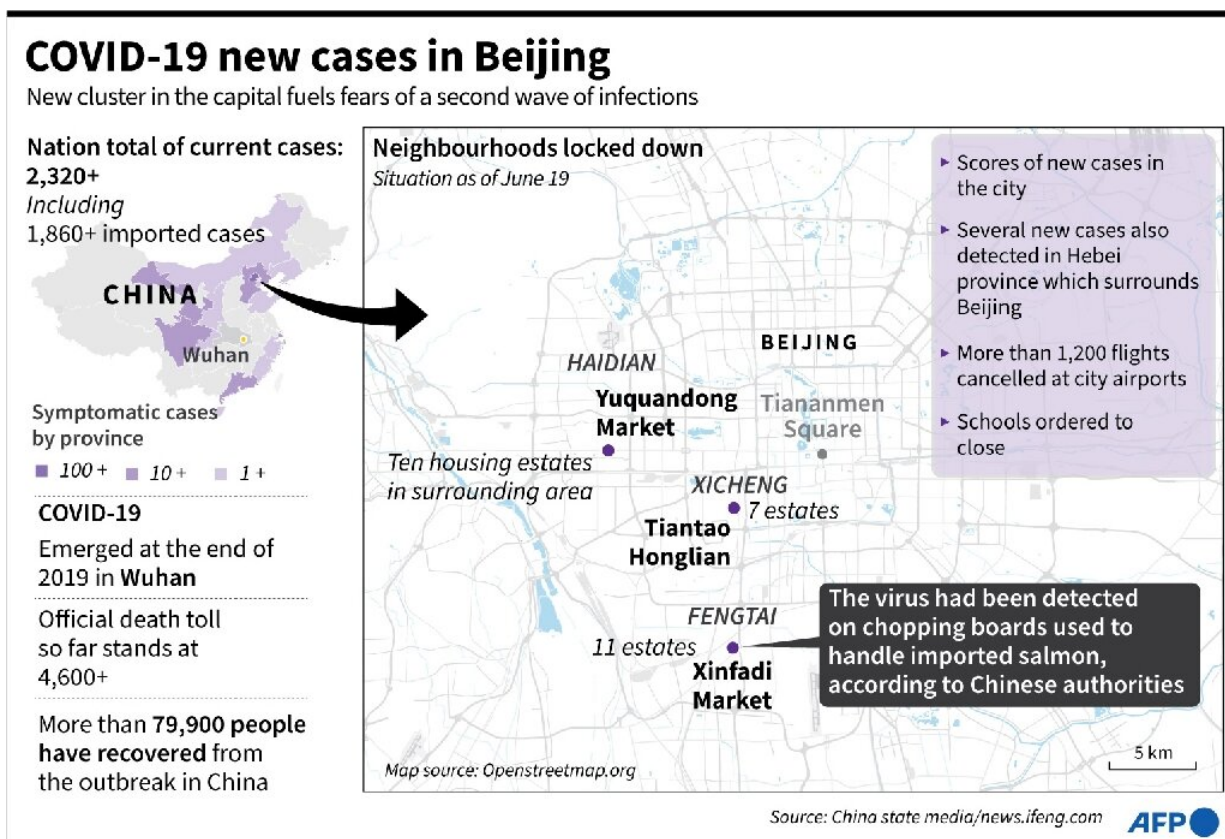 COVID-19 new cases in Beijing
New cluster in the capital fuels fears of a second wave of infections
Nation total of current cases:
2,320+
Including
1,860+ imported cases
CHINA
Wuhan
Symptomatic cases
by province
100 +
10 +
1 +
COVID-19
Emerged at the end of
2019 in Wuhan
Official death toll
so far stands at
4,600+
More than 79,900 people
have recovered from
the outbreak in China
Neighbourhoods locked down
Situation as of June 19
HAIDIAN
BEIJING
Yuquandong
Market
Tiananmen
Square
Ten housing estates
in surrounding area
XICHENG
7 estates
Tiantao
Honglian
FENGTAI
11 estates
Xinfadi
Market
The virus had been detected
on chopping boards used to
handle imported salmon,
according to Chinese authorities
Scores of new cases in
the city
Several new cases also
detected in Hebei
province which surrounds
Beijing
More than 1,200 flights
cancelled at city airports
Schools ordered to
close
Map source: Openstreetmap.org
5 km
Source: China state media/news.ifeng.com
AFP